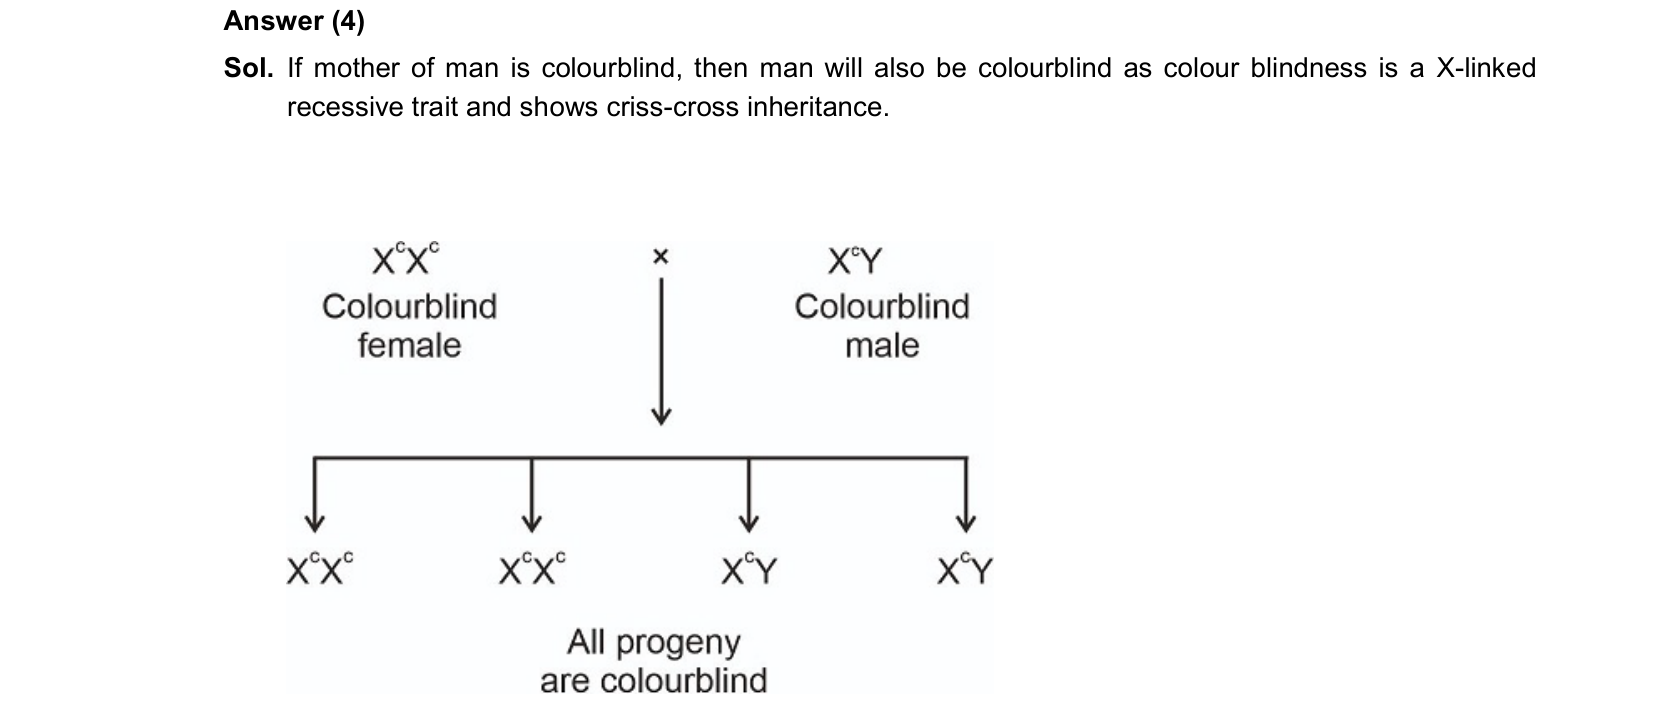 Answer (4)
Sol. If mother of man is colourblind, then man will also be colourblind as colour blindness is a X-linked
recessive trait and shows criss-cross inheritance.
XᶜXᶜ × XᶜY
Colourblind Colourblind
female male
XᶜXᶜ XᶜXᶜ XᶜY XᶜY
All progeny
are colourblind